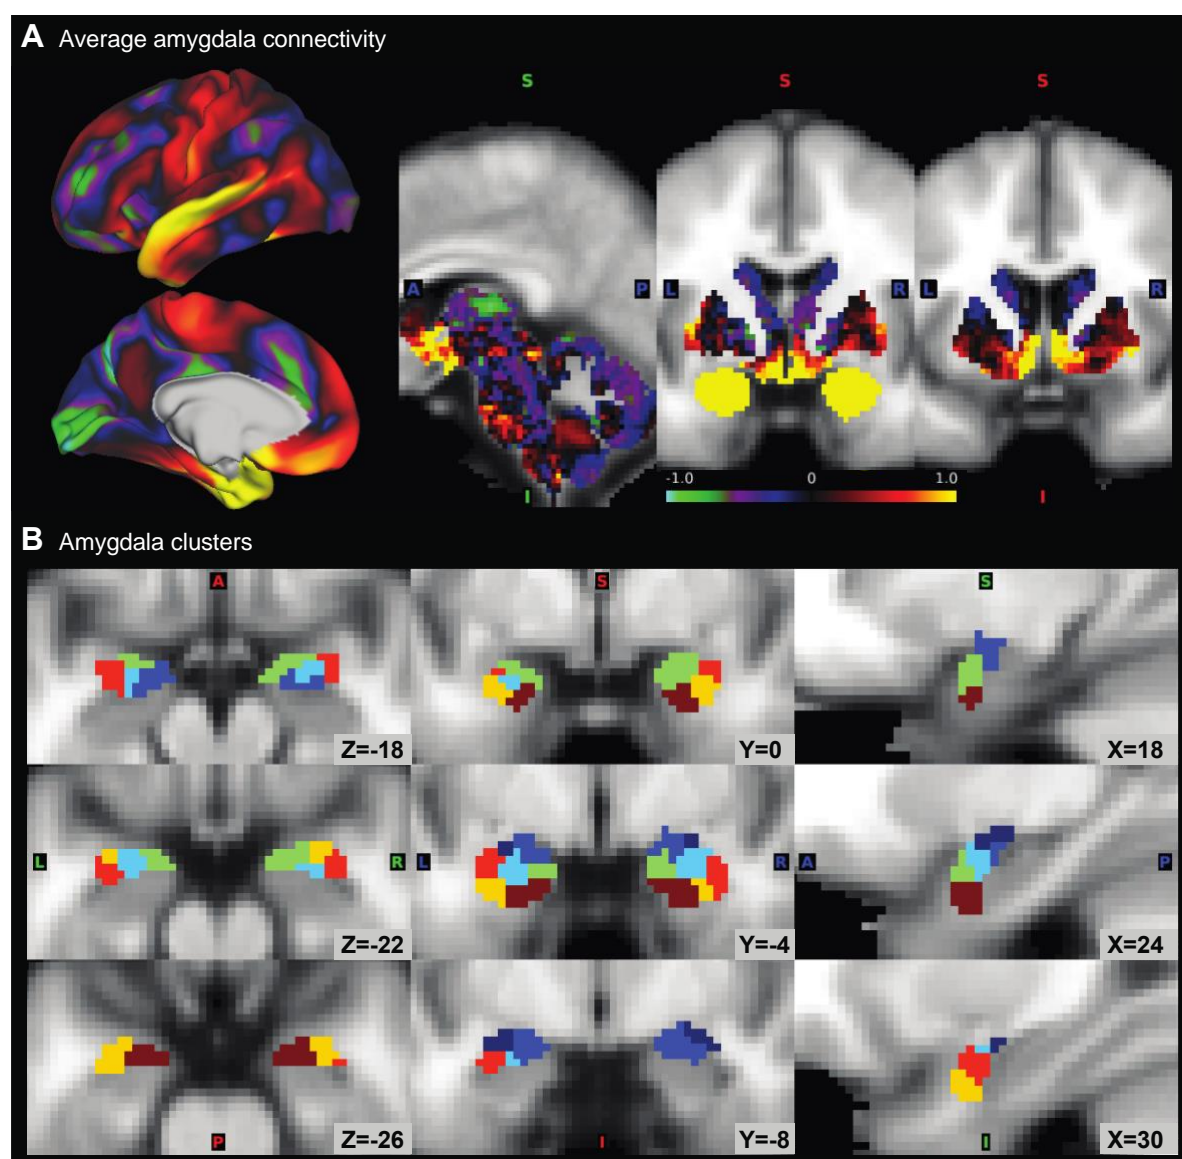 A Average amygdala connectivity
S S S
A P L R L R
-1.0 0 1.0
I I
B Amygdala clusters
A S S
Z=-18 Y=0 X=18
L R L R A P
Z=-22 Y=-4 X=24
P I I
Z=-26 Y=-8 X=30